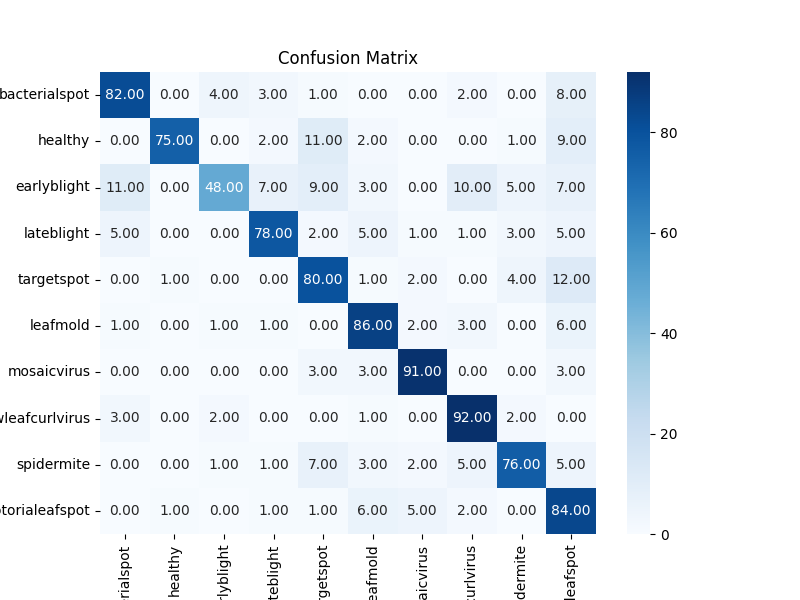 Confusion Matrix
bacterialspot 82.00 0.00 4.00 3.00 1.00 0.00 0.00 2.00 0.00 8.00
healthy 0.00 75.00 0.00 2.00 11.00 2.00 0.00 0.00 1.00 9.00
earlyblight 11.00 0.00 48.00 7.00 9.00 3.00 0.00 10.00 5.00 7.00
lateblight 5.00 0.00 0.00 78.00 2.00 5.00 1.00 1.00 3.00 5.00
targetspot 0.00 1.00 0.00 0.00 80.00 1.00 2.00 0.00 4.00 12.00
leafmold 1.00 0.00 1.00 1.00 0.00 86.00 2.00 3.00 0.00 6.00
mosaicvirus 0.00 0.00 0.00 0.00 3.00 3.00 91.00 0.00 0.00 3.00
wleafcurlvirus 3.00 0.00 2.00 0.00 0.00 1.00 0.00 92.00 2.00 0.00
spidermite 0.00 0.00 1.00 1.00 7.00 3.00 2.00 5.00 76.00 5.00
torialeafspot 0.00 1.00 0.00 1.00 1.00 6.00 5.00 2.00 0.00 84.00
rialspot healthy rlyblight teblight rgetspot eafmold aicvirus urlvirus dermite leafspot
80
60
40
20
0